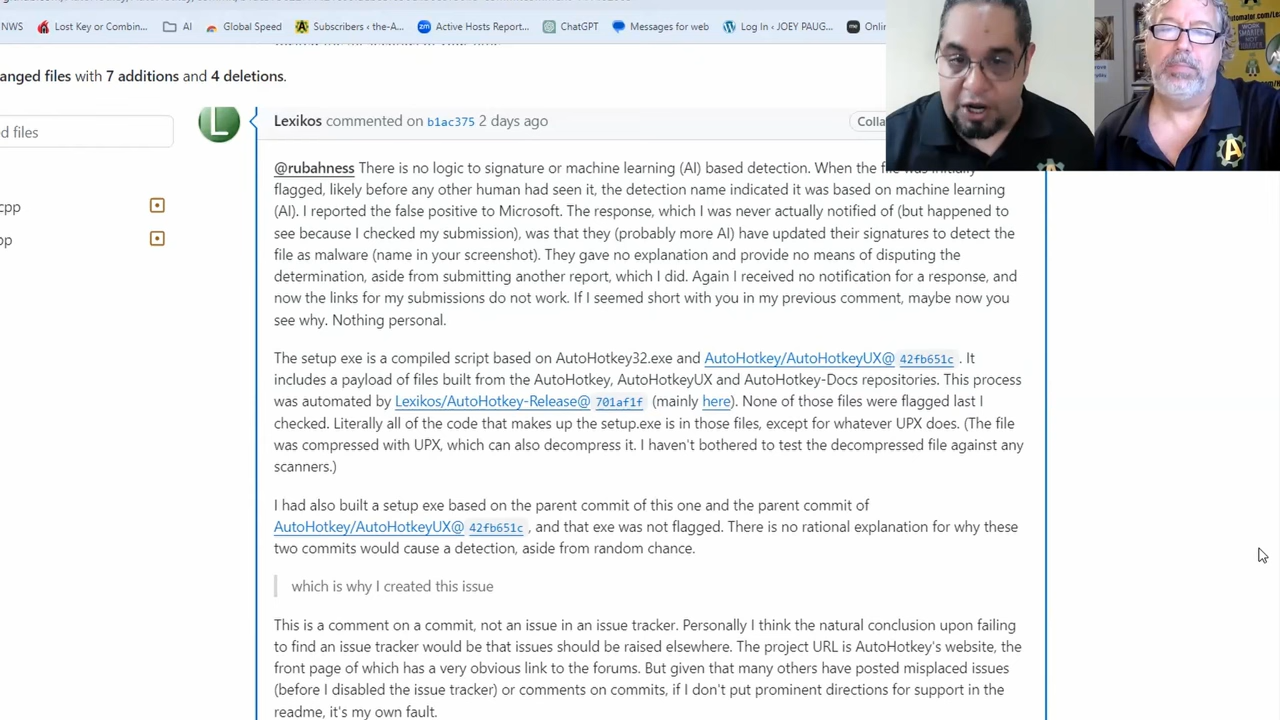 NWS Lost Key or Combin... AI Global Speed Subscribers ‹ the-A... Active Hosts Report... ChatGPT Messages for web Log In ‹ JOEY PAUG... Onlin
anged files with 7 additions and 4 deletions.
ed files
cpp
pp
L
Lexikos commented on b1ac375 2 days ago
Colla
@rubahness There is no logic to signature or machine learning (AI) based detection. When the file was initially
flagged, likely before any other human had seen it, the detection name indicated it was based on machine learning
(AI). I reported the false positive to Microsoft. The response, which I was never actually notified of (but happened to
see because I checked my submission), was that they (probably more AI) have updated their signatures to detect the
file as malware (name in your screenshot). They gave no explanation and provide no means of disputing the
determination, aside from submitting another report, which I did. Again I received no notification for a response, and
now the links for my submissions do not work. If I seemed short with you in my previous comment, maybe now you
see why. Nothing personal.
The setup exe is a compiled script based on AutoHotkey32.exe and AutoHotkey/AutoHotkeyUX@ 42fb651c. It
includes a payload of files built from the AutoHotkey, AutoHotkeyUX and AutoHotkey-Docs repositories. This process
was automated by Lexikos/AutoHotkey-Release@ 701af1f (mainly here). None of those files were flagged last I
checked. Literally all of the code that makes up the setup.exe is in those files, except for whatever UPX does. (The file
was compressed with UPX, which can also decompress it. I haven't bothered to test the decompressed file against any
scanners.)
I had also built a setup exe based on the parent commit of this one and the parent commit of
AutoHotkey/AutoHotkeyUX@ 42fb651c, and that exe was not flagged. There is no rational explanation for why these
two commits would cause a detection, aside from random chance.
which is why I created this issue
This is a comment on a commit, not an issue in an issue tracker. Personally I think the natural conclusion upon failing
to find an issue tracker would be that issues should be raised elsewhere. The project URL is AutoHotkey's website, the
front page of which has a very obvious link to the forums. But given that many others have posted misplaced issues
(before I disabled the issue tracker) or comments on commits, if I don't put prominent directions for support in the
readme, it's my own fault.